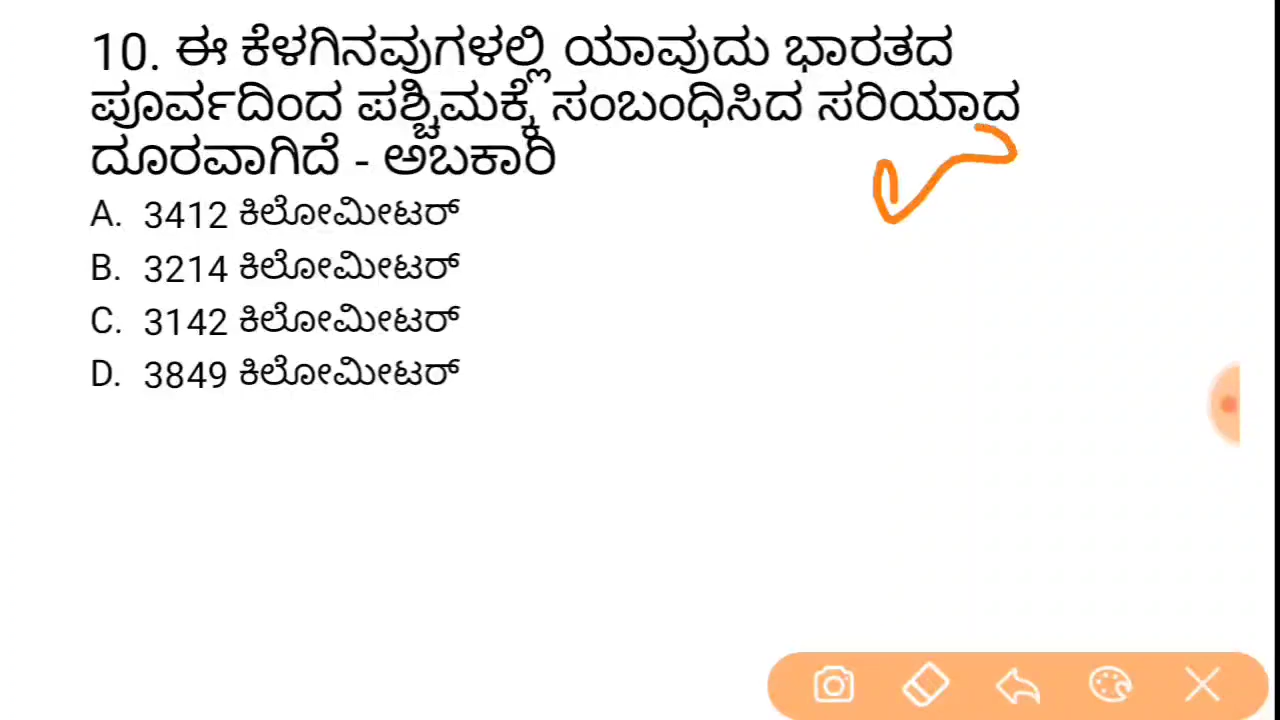 10. ಈ ಕೆಳಗಿನವುಗಳಲ್ಲಿ ಯಾವುದು ಭಾರತದ
ಪೂರ್ವದಿಂದ ಪಶ್ಚಿಮಕ್ಕೆ ಸಂಬಂಧಿಸಿದ ಸರಿಯಾದ
ದೂರವಾಗಿದೆ - ಅಬಕಾರಿ
A. 3412 ಕಿಲೋಮೀಟರ್
B. 3214 ಕಿಲೋಮೀಟರ್
C. 3142 ಕಿಲೋಮೀಟರ್
D. 3849 ಕಿಲೋಮೀಟರ್